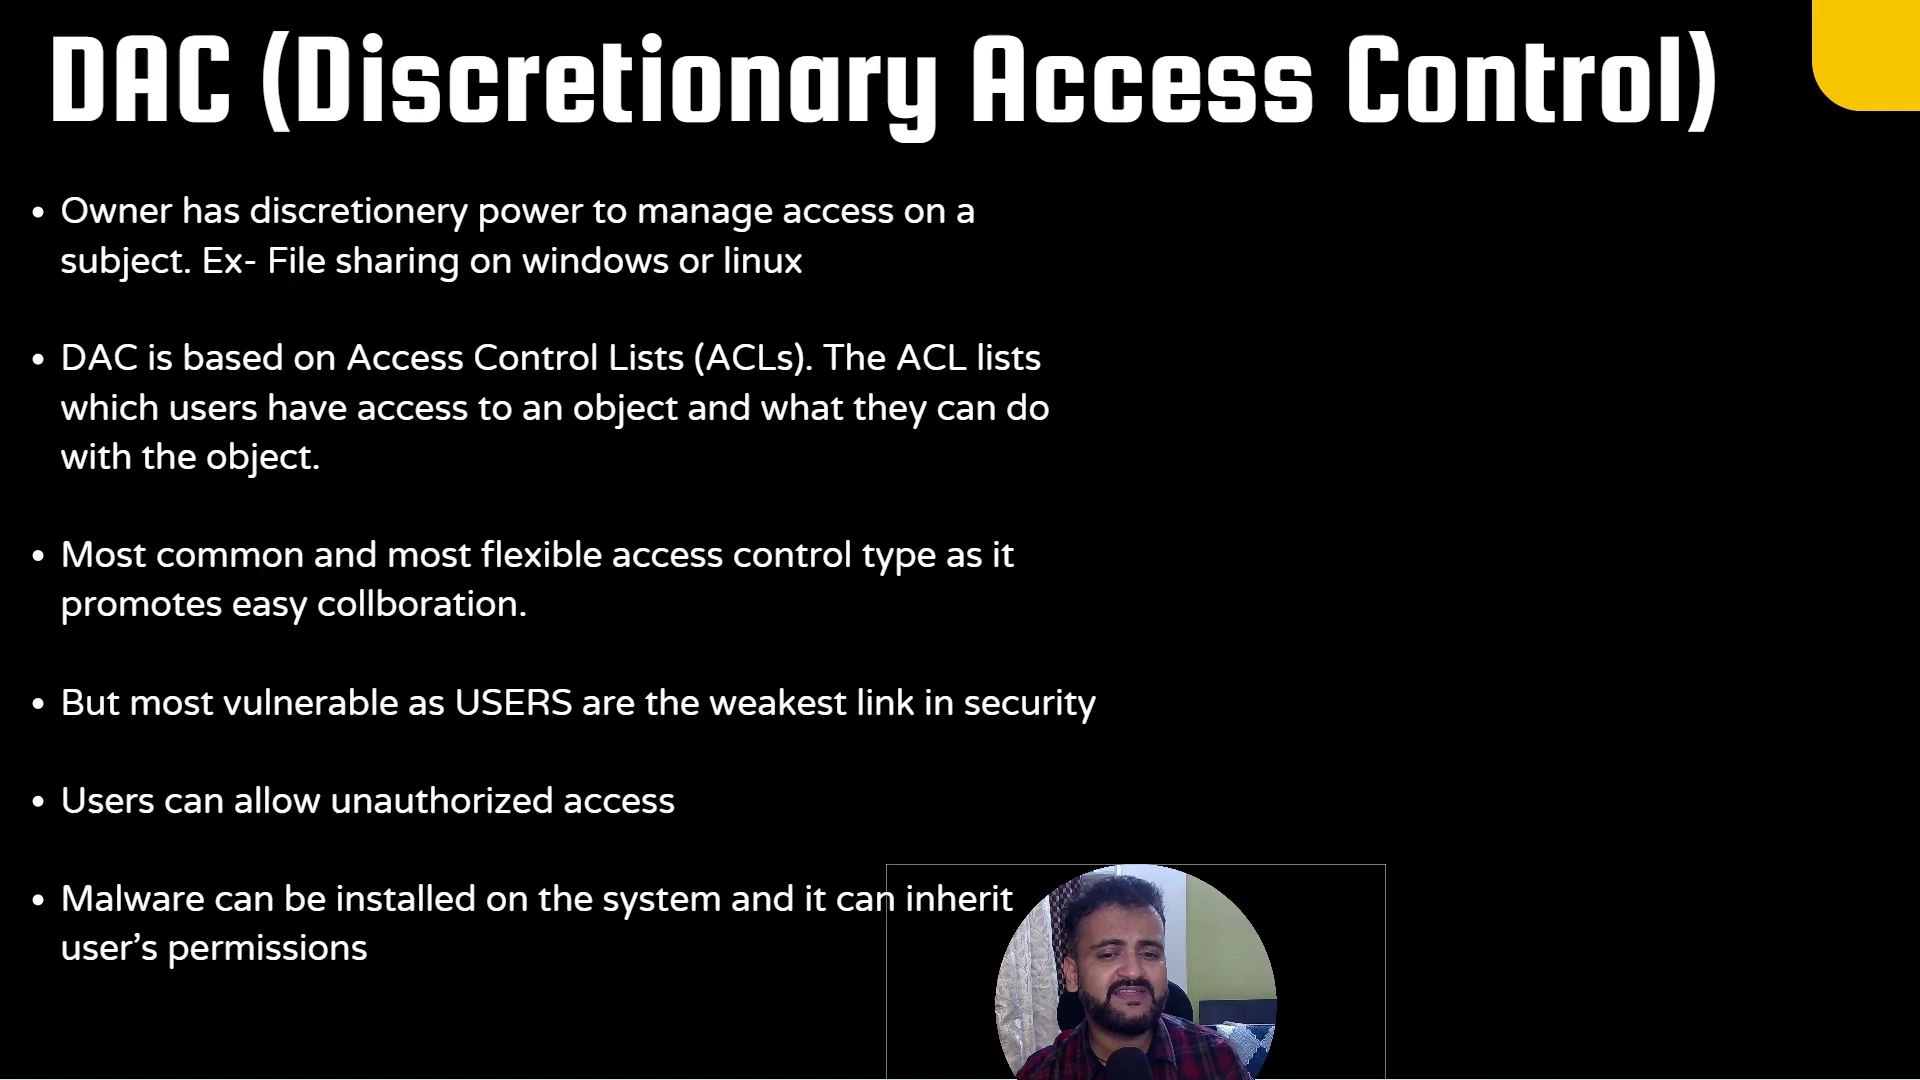 DAC (Discretionary Access Control)
• Owner has discretionery power to manage access on a
subject. Ex- File sharing on windows or linux
• DAC is based on Access Control Lists (ACLs). The ACL lists
which users have access to an object and what they can do
with the object.
• Most common and most flexible access control type as it
promotes easy collboration.
• But most vulnerable as USERS are the weakest link in security
• Users can allow unauthorized access
• Malware can be installed on the system and it can inherit
user’s permissions